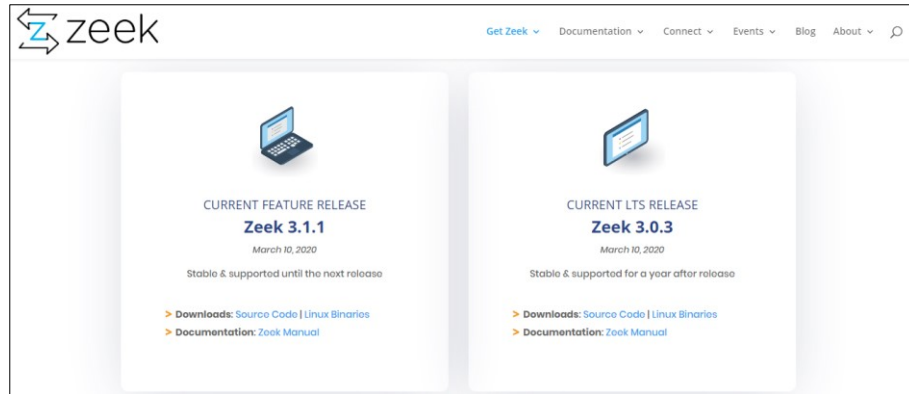 zeek
Get Zeek Documentation Connect Events Blog About
CURRENT FEATURE RELEASE
Zeek 3.1.1
March 10, 2020
Stable & supported until the next release
> Downloads: Source Code | Linux Binaries
> Documentation: Zeek Manual
CURRENT LTS RELEASE
Zeek 3.0.3
March 10, 2020
Stable & supported for a year after release
> Downloads: Source Code | Linux Binaries
> Documentation: Zeek Manual